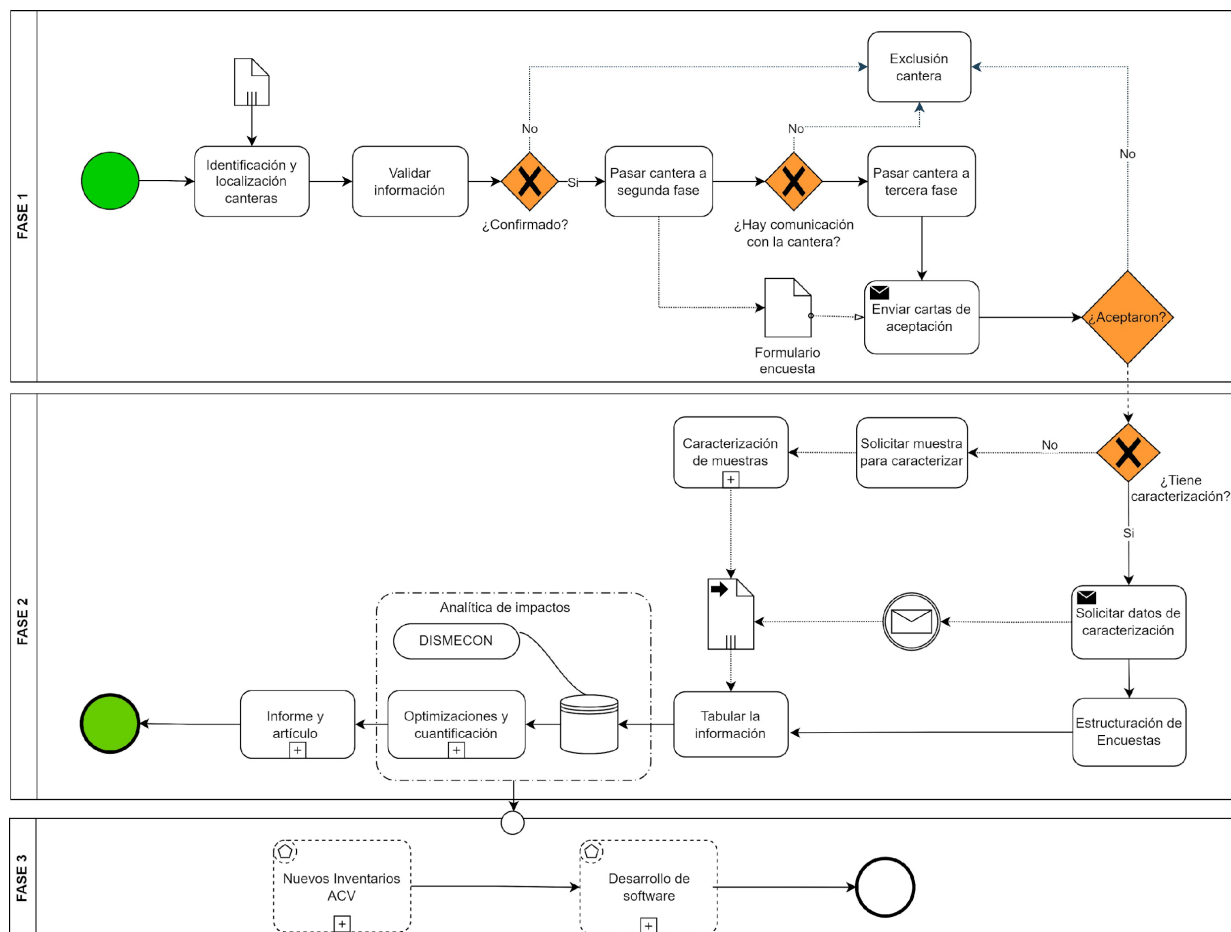 FASE 1
Exclusión
cantera
No
No
No
Identificación y
localización
canteras
Validar
información
Si
Pasar cantera a
segunda fase
Pasar cantera a
tercera fase
¿Confirmado?
¿Hay comunicación
con la cantera?
Enviar cartas de
aceptación
¿Aceptaron?
Formulario
encuesta
FASE 2
Caracterización
de muestras
Solicitar muestra
para caracterizar
No
¿Tiene
caracterización?
Si
Analítica de impactos
DISMECON
Solicitar datos de
caracterización
Informe y
artículo
Optimizaciones y
cuantificación
Tabular la
información
Estructuración de
Encuestas
FASE 3
Nuevos Inventarios
ACV
Desarrollo de
software